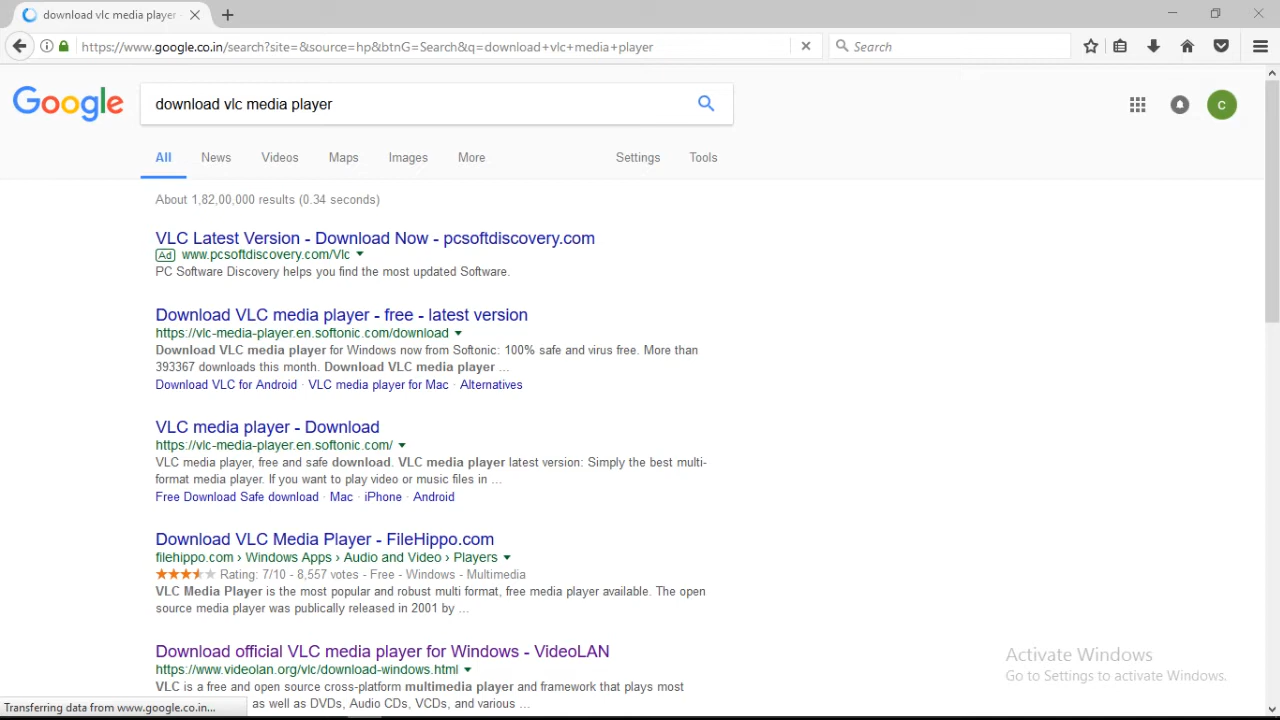 download vlc media player
https://www.google.co.in/search?site=&source=hp&btnG=Search&q=download+vlc+media+player
Search
Google
download vlc media player
C
All News Videos Maps Images More Settings Tools
About 1,82,00,000 results (0.34 seconds)
VLC Latest Version - Download Now - pcsoftdiscovery.com
Ad www.pcsoftdiscovery.com/Vlc
PC Software Discovery helps you find the most updated Software.
Download VLC media player - free - latest version
https://vlc-media-player.en.softonic.com/download
Download VLC media player for Windows now from Softonic: 100% safe and virus free. More than
393367 downloads this month. Download VLC media player ...
Download VLC for Android · VLC media player for Mac · Alternatives
VLC media player - Download
https://vlc-media-player.en.softonic.com/
VLC media player, free and safe download. VLC media player latest version: Simply the best multi-
format media player. If you want to play video or music files in ...
Free Download Safe download · Mac · iPhone · Android
Download VLC Media Player - FileHippo.com
filehippo.com › Windows Apps › Audio and Video › Players
Rating: 7/10 - 8,557 votes - Free - Windows - Multimedia
VLC Media Player is the most popular and robust multi format, free media player available. The open
source media player was publically released in 2001 by ...
Download official VLC media player for Windows - VideoLAN
https://www.videolan.org/vlc/download-windows.html
VLC is a free and open source cross-platform multimedia player and framework that plays most
as well as DVDs, Audio CDs, VCDs, and various ...
Activate Windows
Go to Settings to activate Windows.
Transferring data from www.google.co.in...